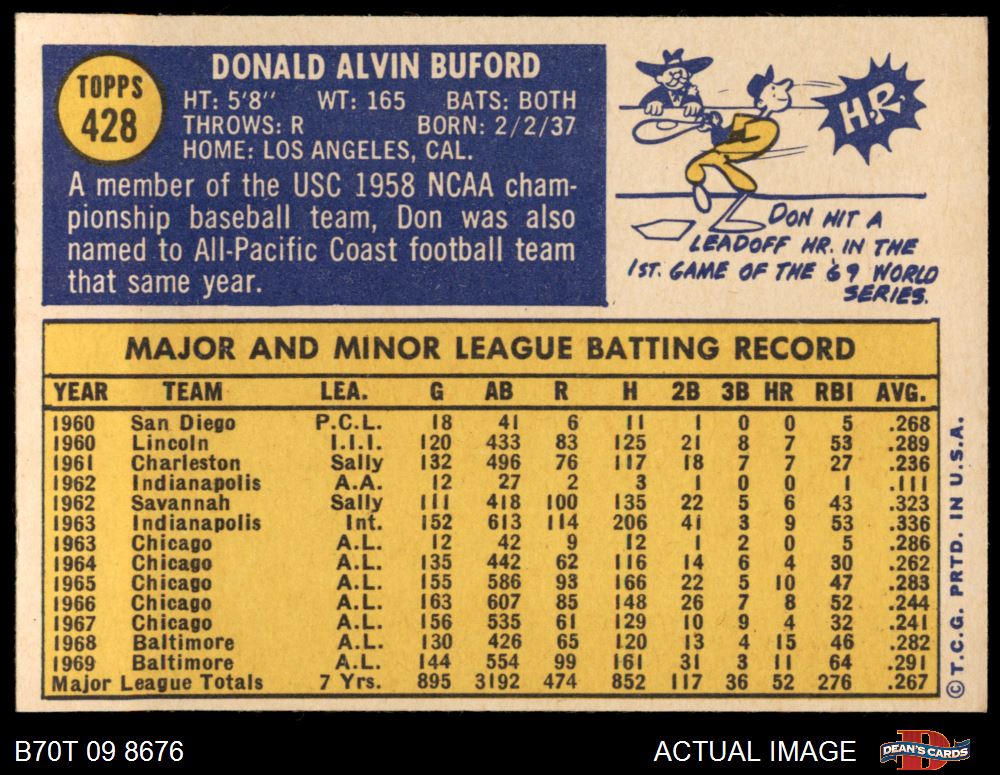 TOPPS
428
DONALD ALVIN BUFORD
HT: 5'8'' WT: 165 BATS: BOTH
THROWS: R BORN: 2/2/37
HOME: LOS ANGELES, CAL.
A member of the USC 1958 NCAA cham-
pionship baseball team, Don was also
named to All-Pacific Coast football team
that same year.
H.R.
DON HIT A
LEADOFF HR. IN THE
1ST. GAME OF THE '69 WORLD
SERIES.
MAJOR AND MINOR LEAGUE BATTING RECORD
YEAR TEAM LEA. G AB R H 2B 3B HR RBI AVG.
1960 San Diego P.C.L. 18 41 6 11 1 0 0 5 .268
1960 Lincoln I.I.I. 120 433 83 125 21 8 7 53 .289
1961 Charleston Sally 132 496 76 117 18 7 7 27 .236
1962 Indianapolis A.A. 12 27 2 3 1 0 0 1 .111
1962 Savannah Sally 111 418 100 135 22 5 6 43 .323
1963 Indianapolis Int. 152 613 114 206 41 3 9 53 .336
1963 Chicago A.L. 12 42 9 12 1 2 0 5 .286
1964 Chicago A.L. 135 442 62 116 14 6 4 30 .262
1965 Chicago A.L. 155 586 93 166 22 5 10 47 .283
1966 Chicago A.L. 163 607 85 148 26 7 8 52 .244
1967 Chicago A.L. 156 535 61 129 10 9 4 32 .241
1968 Baltimore A.L. 130 426 65 120 13 4 15 46 .282
1969 Baltimore A.L. 144 554 99 161 31 3 11 64 .291
Major League Totals 7 Yrs. 895 3192 474 852 117 36 52 276 .267
© T.C.G. PRTD. IN U.S.A.
B70T 09 8676
ACTUAL IMAGE
D
DEAN'S CARDS